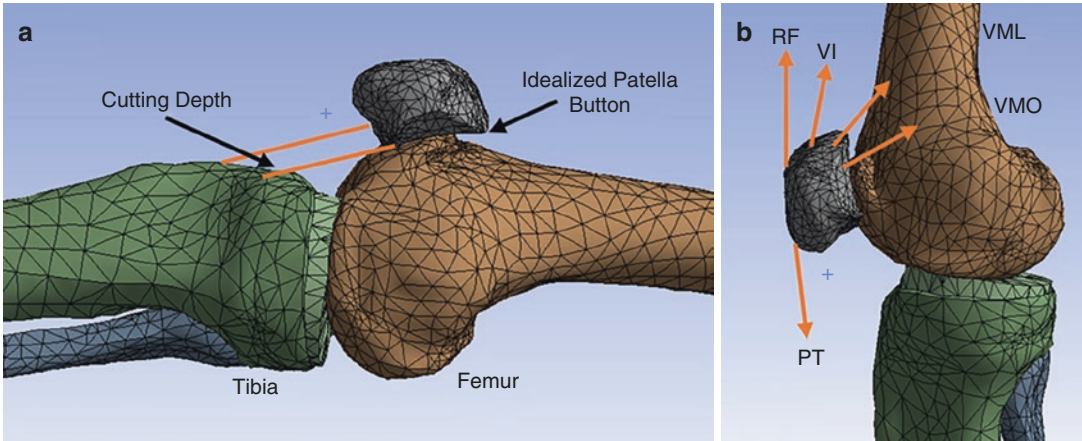 a
Cutting Depth
Idealized Patella
Button
Tibia
Femur
b
RF
VI
VML
VMO
PT